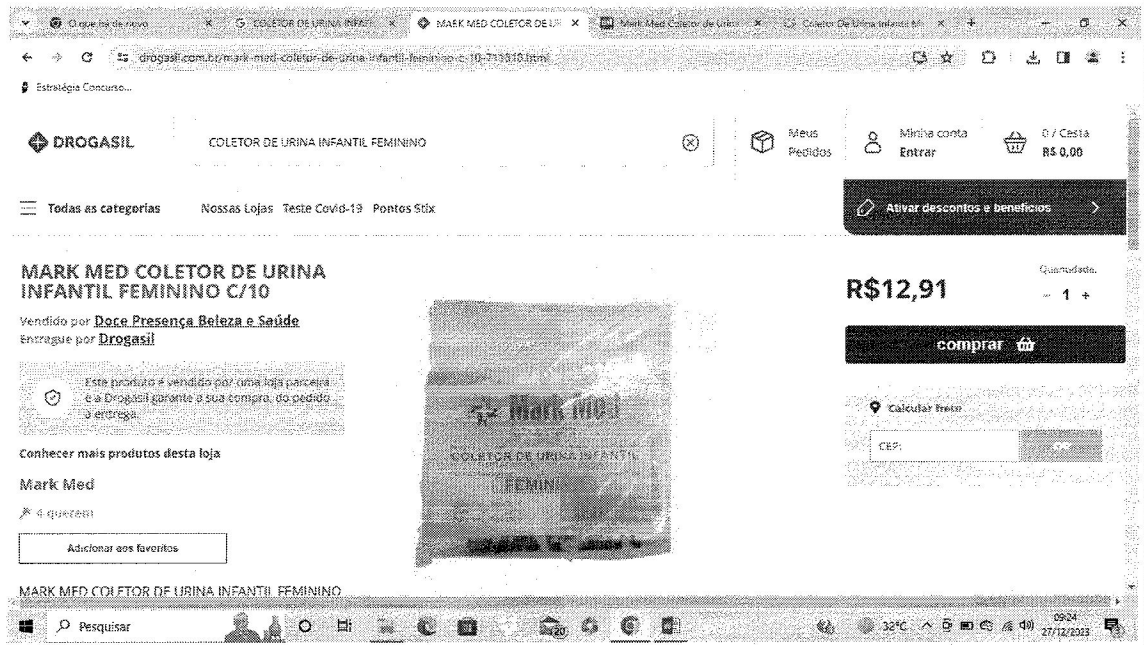 O que há de novo
COLETOR DE URINA INFAN
MARK MED COLETOR DE UR
Mark Med Coletor de Urina
Coletor De Urina Infantil M
drogasil.com.br/mark-med-coletor-de-urina-infantil-feminino-c-10-713010.html
Estratégia Concurso...
DROGASIL
COLETOR DE URINA INFANTIL FEMININO
Meus
Pedidos
Minha conta
Entrar
0 / Cesta
R$ 0,00
Todas as categorias
Nossas Lojas Teste Covid-19 Pontos Stix
Ativar descontos e benefícios
MARK MED COLETOR DE URINA
INFANTIL FEMININO C/10
Vendido por Doce Presença Beleza e Saúde
Entregue por Drogasil
Este produto é vendido por uma loja parceira
e a Drogasil garante a sua compra, do pedido
à entrega.
Conhecer mais produtos desta loja
Mark Med
4 querem
Adicionar aos favoritos
MARK MED COLETOR DE URINA INFANTIL FEMININO
Mark Med
COLETOR DE URINA INFANTIL
FEMIN
R$12,91
Quantidade.
- 1 +
comprar
Calcular frete
CEP:
Pesquisar
20
32°C
09:24
27/12/2023